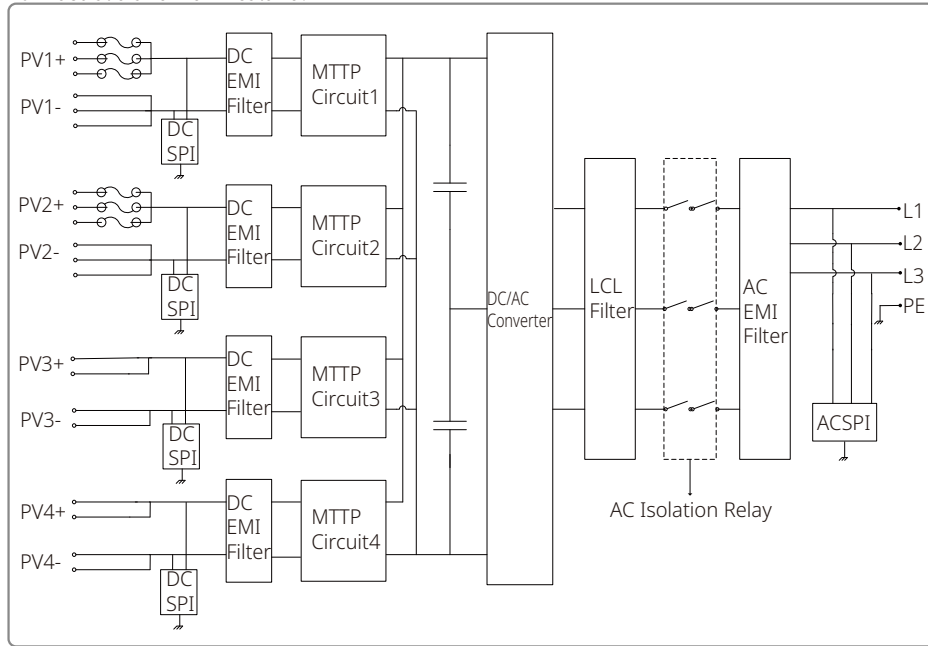 PV1+
PV1-
DC
SPI
DC
EMI
Filter
MTTP
Circuit1
PV2+
PV2-
DC
SPI
DC
EMI
Filter
MTTP
Circuit2
PV3+
PV3-
DC
SPI
DC
EMI
Filter
MTTP
Circuit3
PV4+
PV4-
DC
SPI
DC
EMI
Filter
MTTP
Circuit4
DC/AC
Converter
LCL
Filter
AC Isolation Relay
AC
EMI
Filter
L1
L2
L3
PE
ACSPI